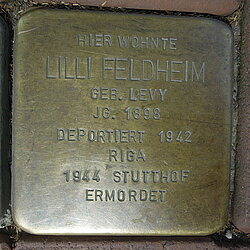 HIER WOHNTE
LILLI FELDHEIM
GEB. LEVY
JG. 1898
DEPORTIERT 1942
RIGA
1944 STUTTHOF
ERMORDET